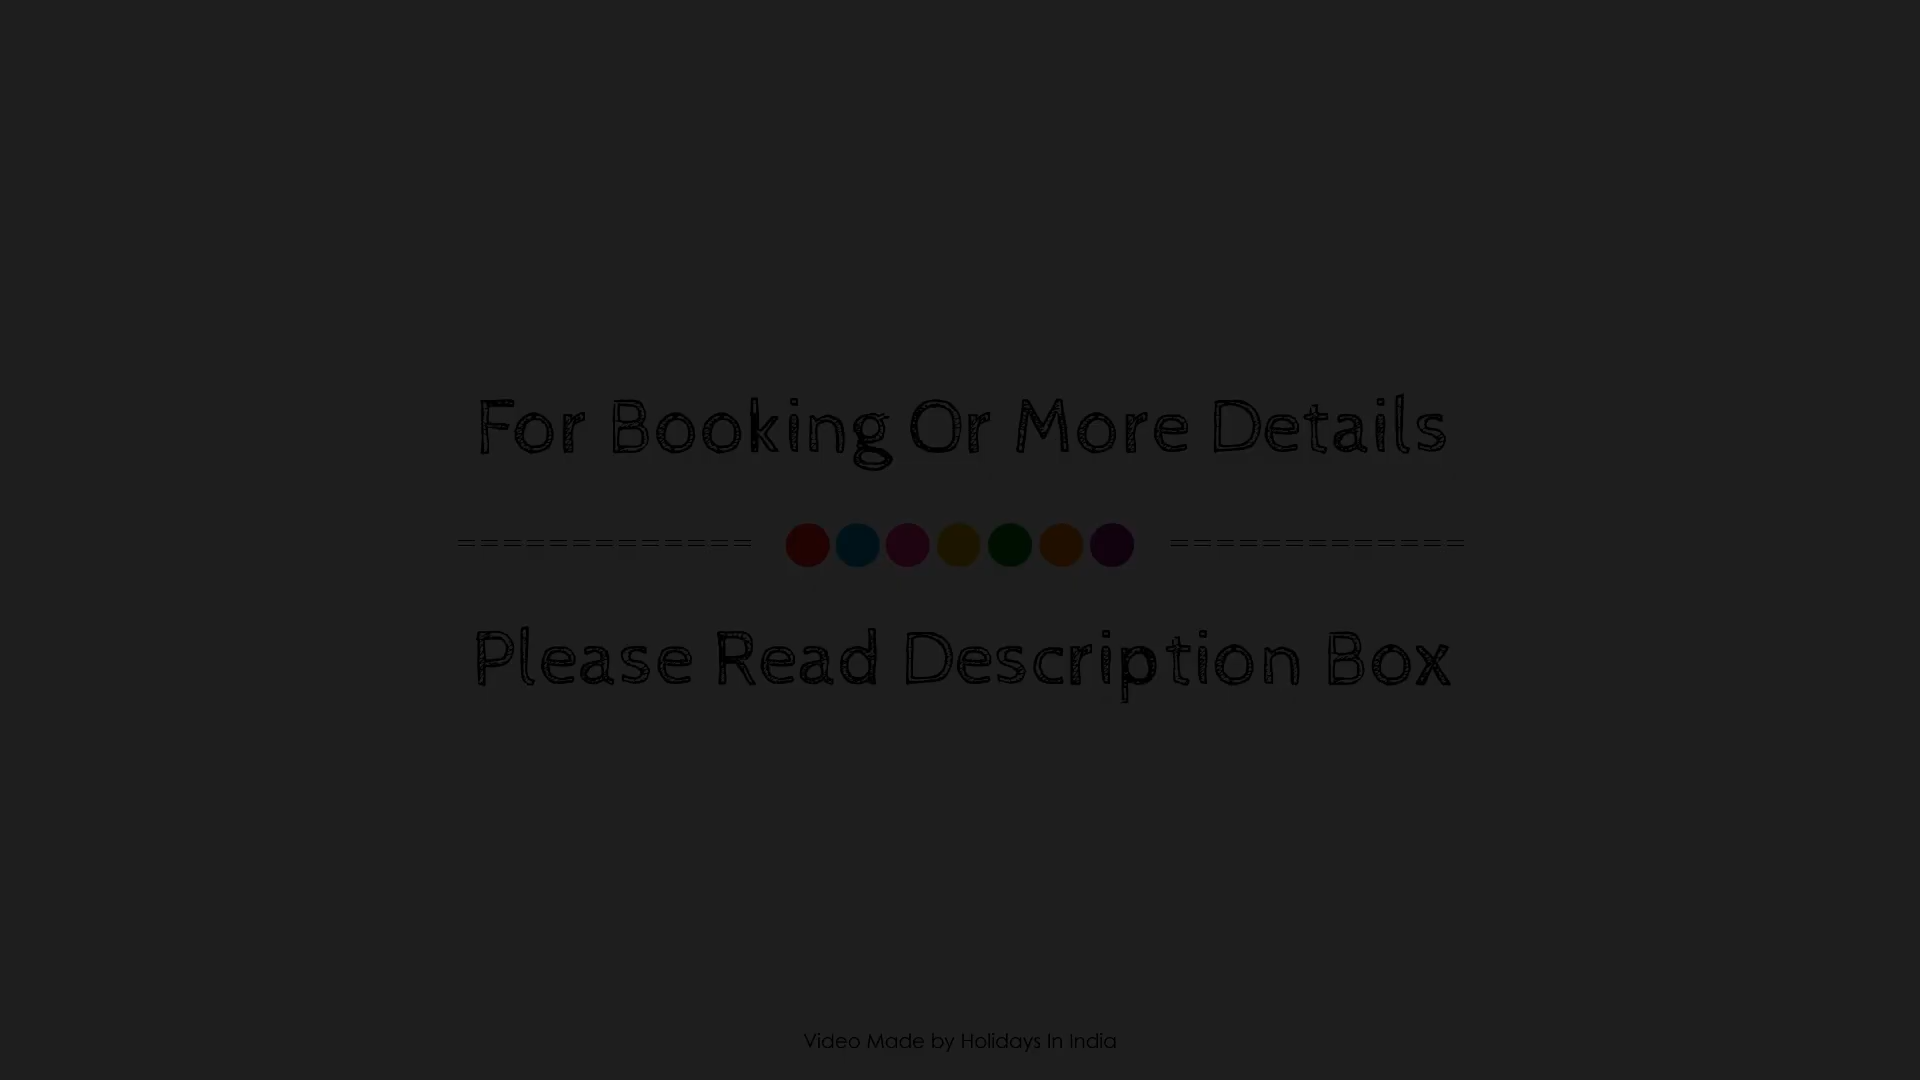 For Booking Or More Details
============= =============
Please Read Description Box
Video Made by Holidays In India